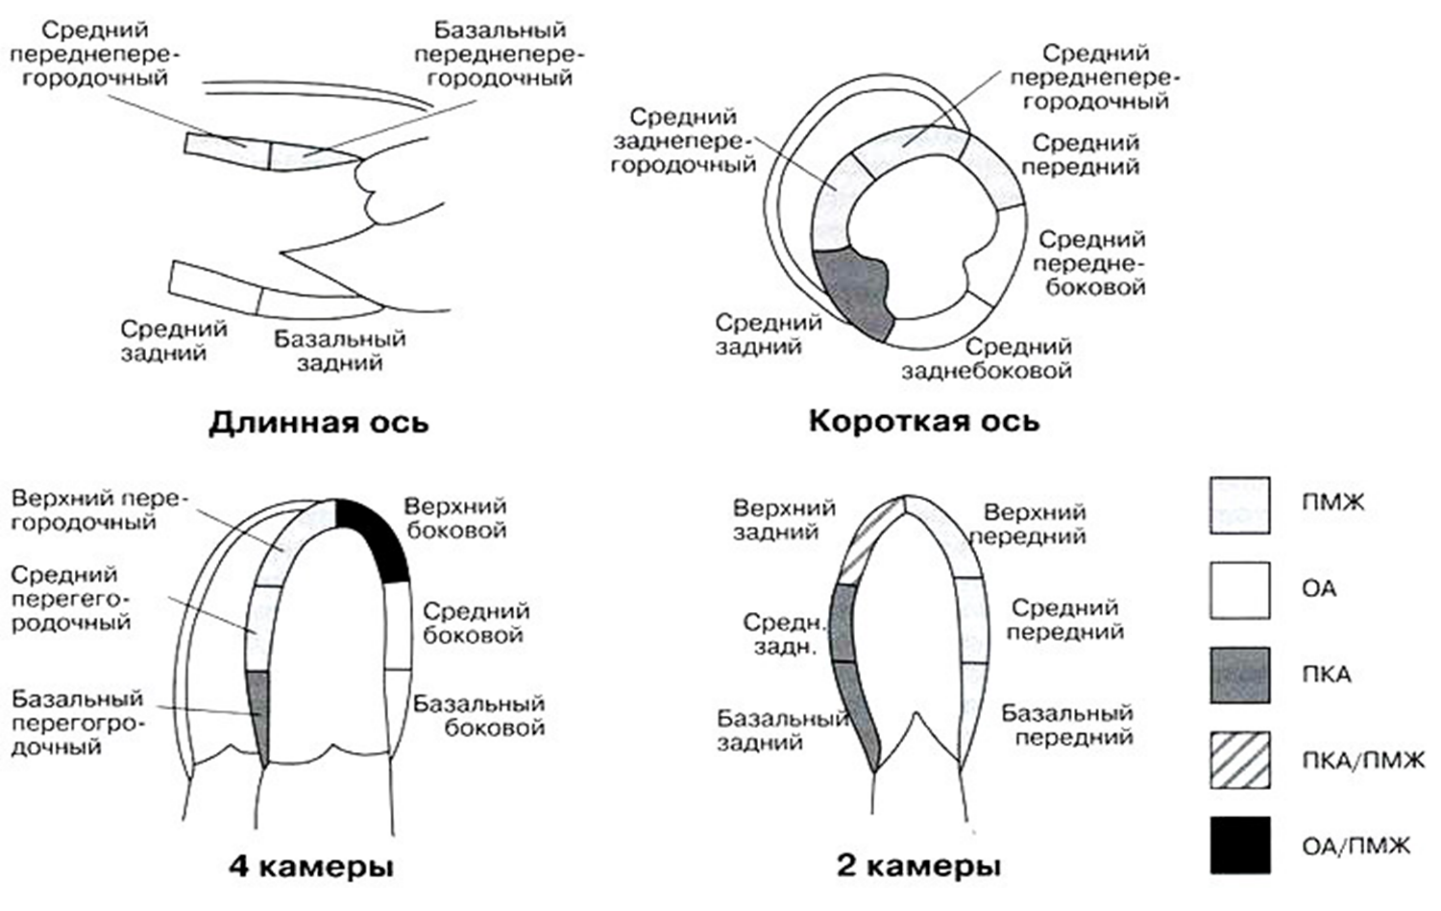 Средний
переднепере-
городочный
Базальный
переднепере-
городочный
Средний
задний
Базальный
задний
Длинная ось
Средний
заднепере-
городочный
Средний
переднепере-
городочный
Средний
передний
Средний
передне-
боковой
Средний
задний
Средний
заднебоковой
Короткая ось
Верхний пере-
городочный
Средний
перегего-
родочный
Базальный
перегогро-
дочный
Верхний
боковой
Средний
боковой
Базальный
боковой
4 камеры
Верхний
задний
Средн.
задн.
Базальный
задний
Верхний
передний
Средний
передний
Базальный
передний
2 камеры
ПМЖ
ОА
ПКА
ПКА/ПМЖ
ОА/ПМЖ